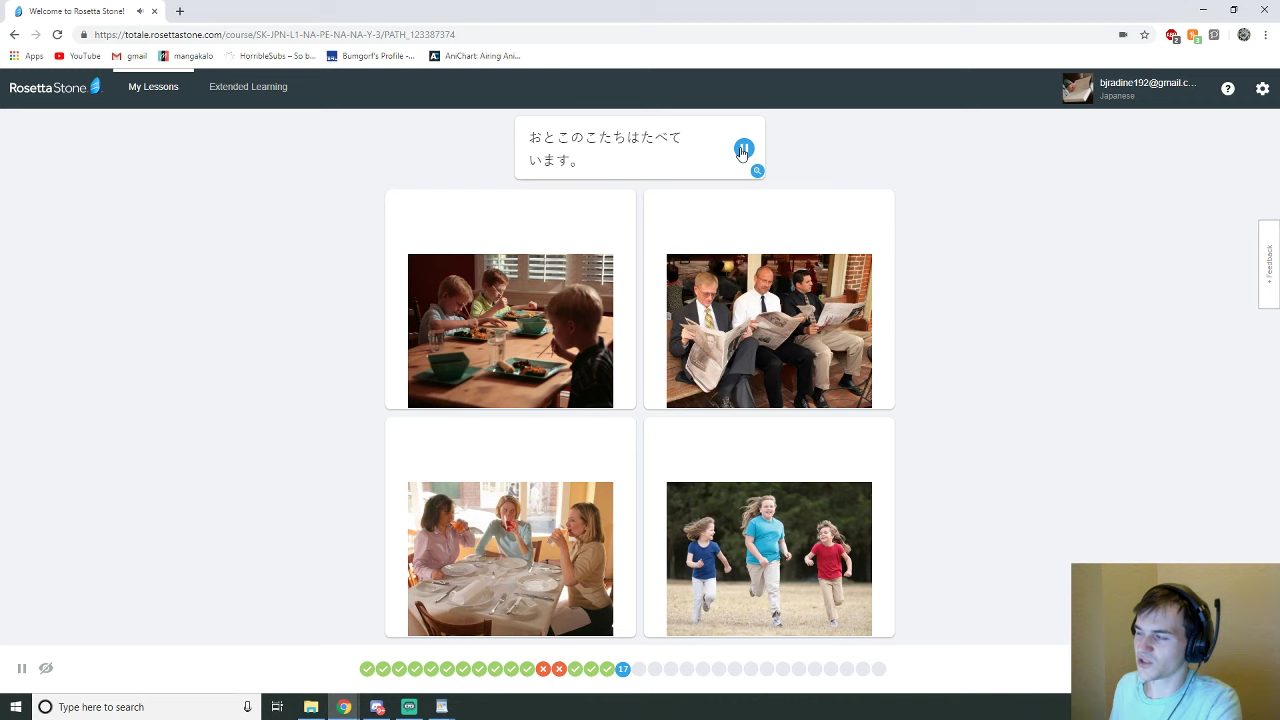 Welcome to Rosetta Stone!
https://totale.rosettastone.com/course/SK-JPN-L1-NA-PE-NA-NA-Y-3/PATH_123387374
Apps
YouTube
gmail
mangakalo
HorribleSubs – So b...
Bumgorf's Profile -...
AniChart: Airing Ani...
RosettaStone
My Lessons
Extended Learning
bjradine192@gmail.c...
Japanese
おとこのこたちはたべて
います。
+ Feedback
17
Type here to search